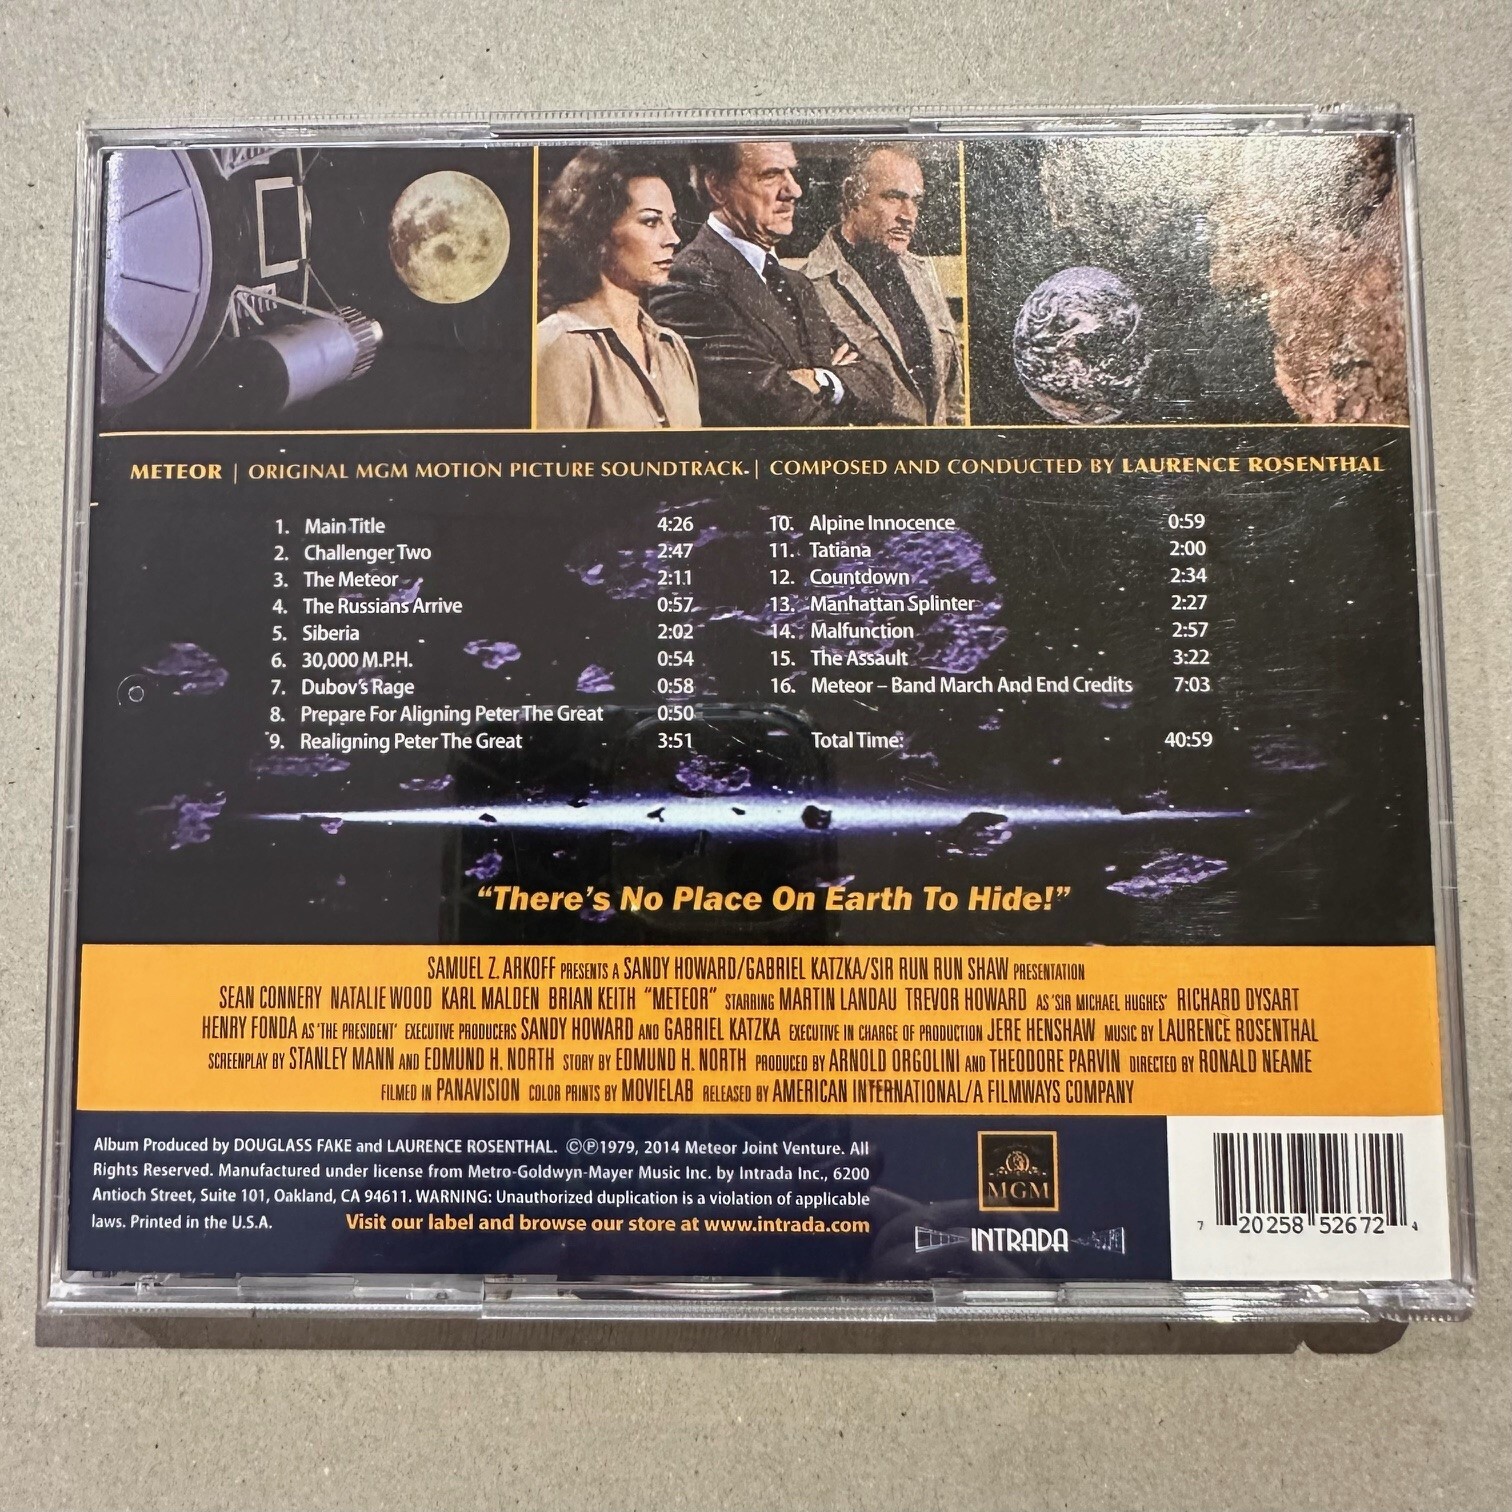 METEOR | ORIGINAL MGM MOTION PICTURE SOUNDTRACK. | COMPOSED AND CONDUCTED BY LAURENCE ROSENTHAL
1. Main Title 4:26
2. Challenger Two 2:47
3. The Meteor 2:11
4. The Russians Arrive 0:57
5. Siberia 2:02
6. 30,000 M.P.H. 0:54
7. Dubov's Rage 0:58
8. Prepare For Aligning Peter The Great 0:50
9. Realigning Peter The Great 3:51
10. Alpine Innocence 0:59
11. Tatiana 2:00
12. Countdown 2:34
13. Manhattan Splinter 2:27
14. Malfunction 2:57
15. The Assault 3:22
16. Meteor – Band March And End Credits 7:03
Total Time: 40:59
"There's No Place On Earth To Hide!"
SAMUEL Z. ARKOFF PRESENTS A SANDY HOWARD/GABRIEL KATZKA/SIR RUN RUN SHAW PRESENTATION
SEAN CONNERY NATALIE WOOD KARL MALDEN BRIAN KEITH "METEOR" STARRING MARTIN LANDAU TREVOR HOWARD AS 'SIR MICHAEL HUGHES' RICHARD DYSART
HENRY FONDA AS 'THE PRESIDENT' EXECUTIVE PRODUCERS SANDY HOWARD AND GABRIEL KATZKA EXECUTIVE IN CHARGE OF PRODUCTION JERE HENSHAW MUSIC BY LAURENCE ROSENTHAL
SCREENPLAY BY STANLEY MANN AND EDMUND H. NORTH STORY BY EDMUND H. NORTH PRODUCED BY ARNOLD ORGOLINI AND THEODORE PARVIN DIRECTED BY RONALD NEAME
FILMED IN PANAVISION COLOR PRINTS BY MOVIELAB RELEASED BY AMERICAN INTERNATIONAL/A FILMWAYS COMPANY
Album Produced by DOUGLASS FAKE and LAURENCE ROSENTHAL. ©℗1979, 2014 Meteor Joint Venture. All
Rights Reserved. Manufactured under license from Metro-Goldwyn-Mayer Music Inc. by Intrada Inc., 6200
Antioch Street, Suite 101, Oakland, CA 94611. WARNING: Unauthorized duplication is a violation of applicable
laws. Printed in the U.S.A. Visit our label and browse our store at www.intrada.com
MGM
INTRADA
7 20258 52672 4